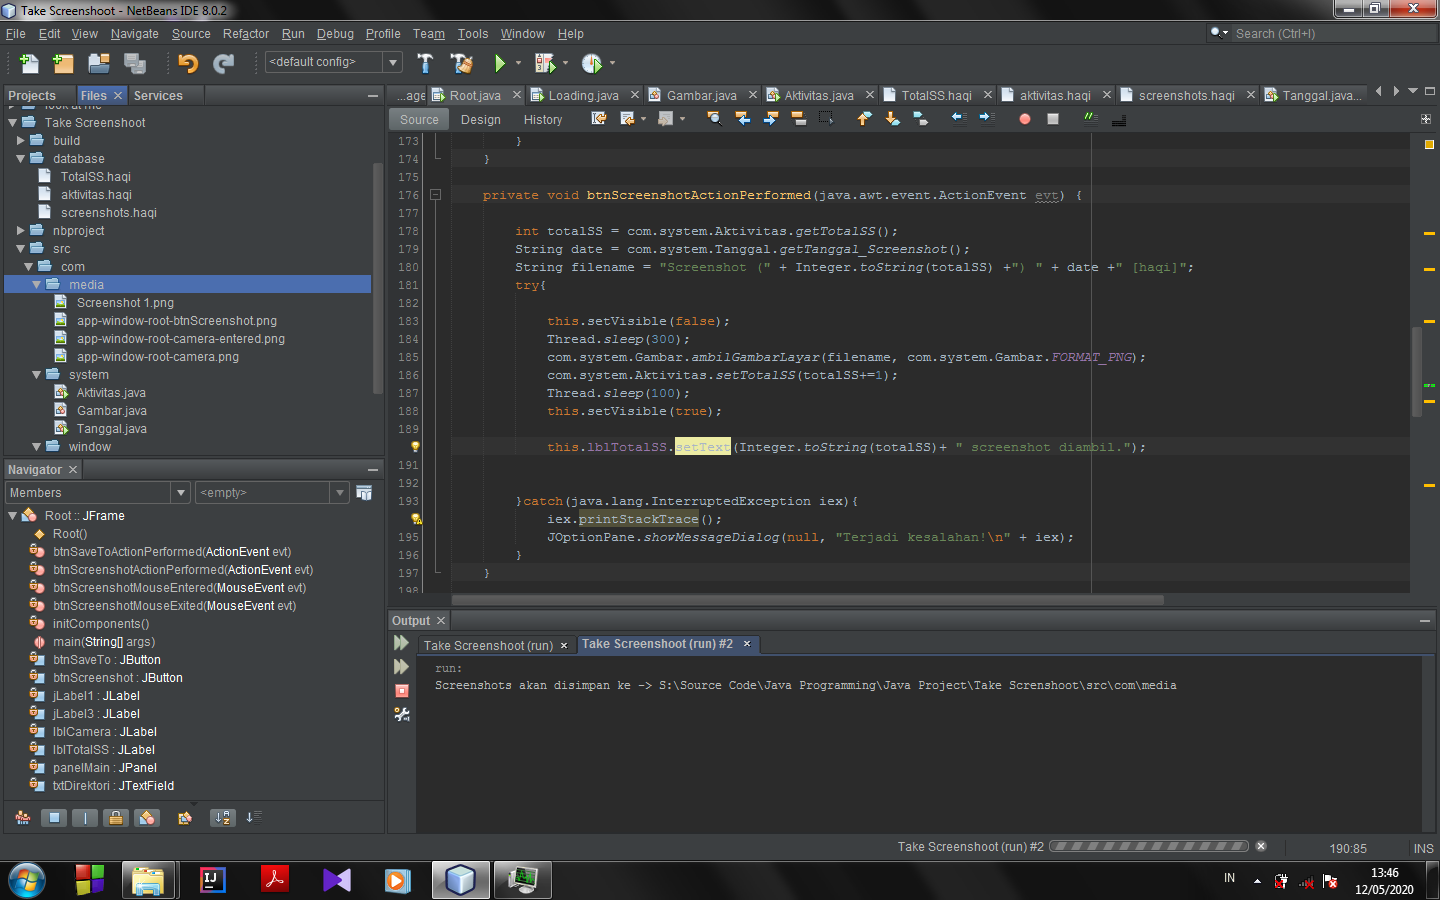 Take Screenshoot - NetBeans IDE 8.0.2
File Edit View Navigate Source Refactor Run Debug Profile Team Tools Window Help
Search (Ctrl+I)
<default config>
Projects Files Services
Take Screenshoot
build
database
TotalSS.haqi
aktivitas.haqi
screenshots.haqi
nbproject
src
com
media
Screenshot 1.png
app-window-root-btnScreenshot.png
app-window-root-camera-entered.png
app-window-root-camera.png
system
Aktivitas.java
Gambar.java
Tanggal.java
window
Navigator
Members <empty>
Root :: JFrame
Root()
btnSaveToActionPerformed(ActionEvent evt)
btnScreenshotActionPerformed(ActionEvent evt)
btnScreenshotMouseEntered(MouseEvent evt)
btnScreenshotMouseExited(MouseEvent evt)
initComponents()
main(String[] args)
btnSaveTo : JButton
btnScreenshot : JButton
jLabel1 : JLabel
jLabel3 : JLabel
lblCamera : JLabel
lblTotalSS : JLabel
panelMain : JPanel
txtDirektori : JTextField
...age Root.java Loading.java Gambar.java Aktivitas.java TotalSS.haqi aktivitas.haqi screenshots.haqi Tanggal.java...
Source Design History
173 }
174 }
175
176 private void btnScreenshotActionPerformed(java.awt.event.ActionEvent evt) {
177
178 int totalSS = com.system.Aktivitas.getTotalSS();
179 String date = com.system.Tanggal.getTanggal_Screenshot();
180 String filename = "Screenshot (" + Integer.toString(totalSS) +") " + date +" [haqi]";
181 try{
182
183 this.setVisible(false);
184 Thread.sleep(300);
185 com.system.Gambar.ambilGambarLayar(filename, com.system.Gambar.FORMAT_PNG);
186 com.system.Aktivitas.setTotalSS(totalSS+=1);
187 Thread.sleep(100);
188 this.setVisible(true);
189
this.lblTotalSS.setText(Integer.toString(totalSS)+ " screenshot diambil.");
191
192
193 }catch(java.lang.InterruptedException iex){
iex.printStackTrace();
195 JOptionPane.showMessageDialog(null, "Terjadi kesalahan!\n" + iex);
196 }
197 }
198
Output
Take Screenshoot (run) Take Screenshoot (run) #2
run:
Screenshots akan disimpan ke -> S:\Source Code\Java Programming\Java Project\Take Screnshoot\src\com\media
Take Screenshoot (run) #2 190:85 INS
IN 13:46
12/05/2020